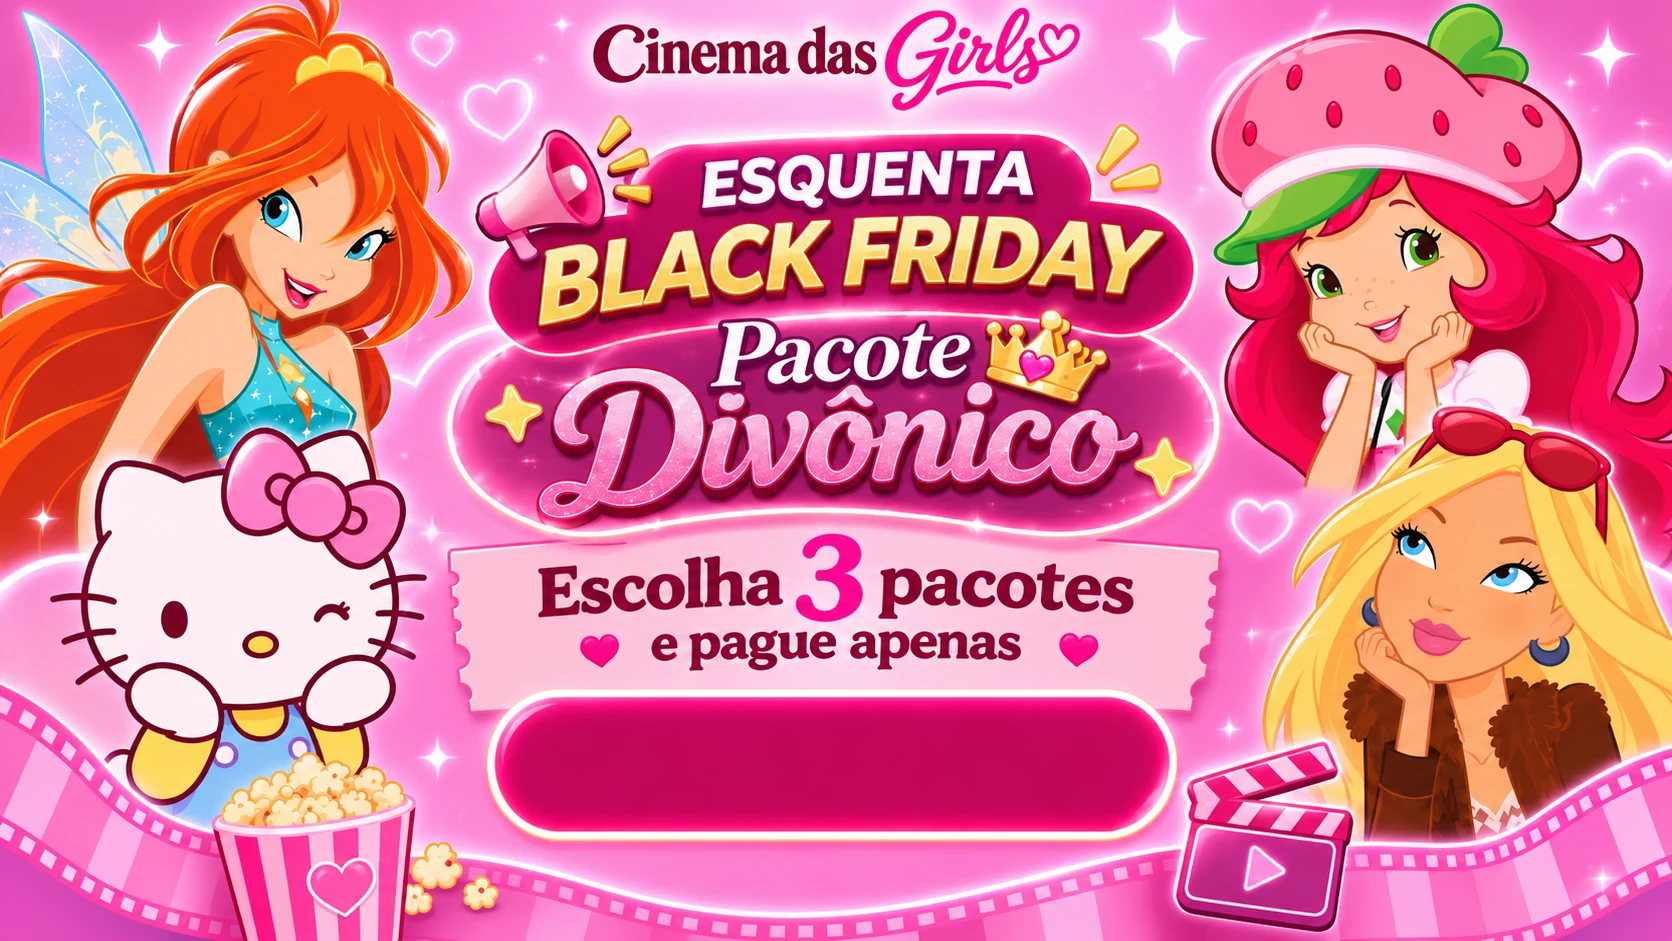 Cinema das Girls
ESQUENTA
BLACK FRIDAY
Pacote
Divônico
Escolha 3 pacotes
e pague apenas